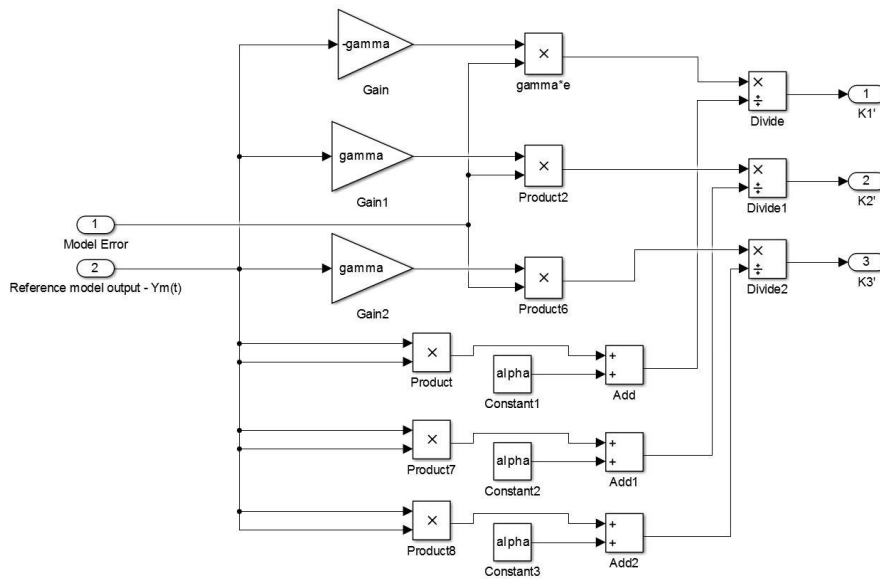 -gamma
Gain
×
gamma*e
×
÷
Divide
1
K1'
gamma
Gain1
×
Product2
×
÷
Divide1
2
K2'
1
Model Error
2
Reference model output - Ym(t)
gamma
Gain2
×
Product6
×
÷
Divide2
3
K3'
×
Product
alpha
Constant1
+
+
Add
×
Product7
alpha
Constant2
+
+
Add1
×
Product8
alpha
Constant3
+
+
Add2